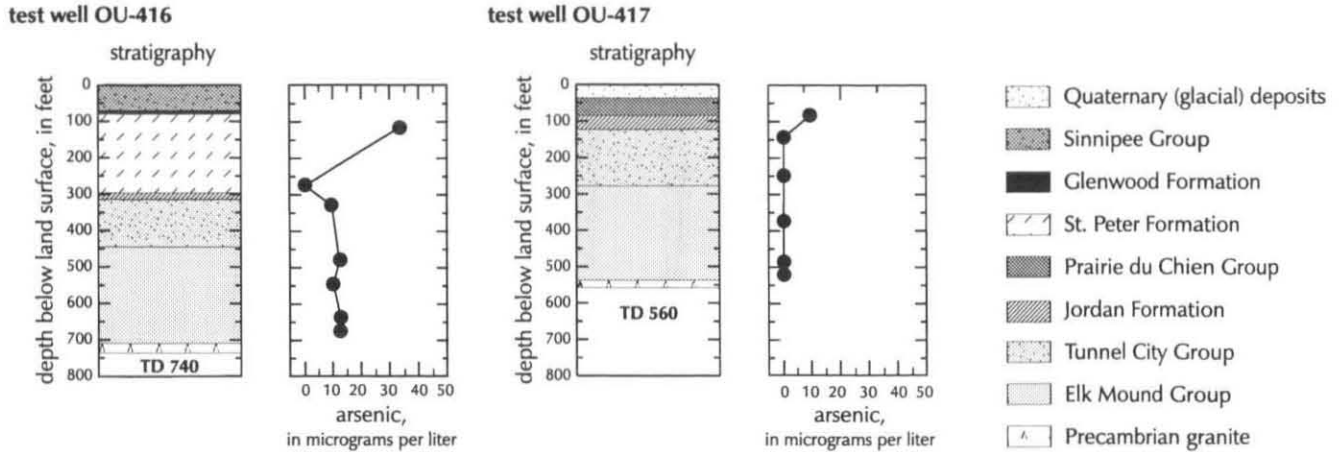 test well OU-416
stratigraphy
depth below land surface, in feet
0
100
200
300
400
500
600
700
800
TD 740
0 10 20 30 40 50
arsenic,
in micrograms per liter
test well OU-417
stratigraphy
depth below land surface, in feet
0
100
200
300
400
500
600
700
800
TD 560
0 10 20 30 40 50
arsenic,
in micrograms per liter
Quaternary (glacial) deposits
Sinnipee Group
Glenwood Formation
St. Peter Formation
Prairie du Chien Group
Jordan Formation
Tunnel City Group
Elk Mound Group
Precambrian granite